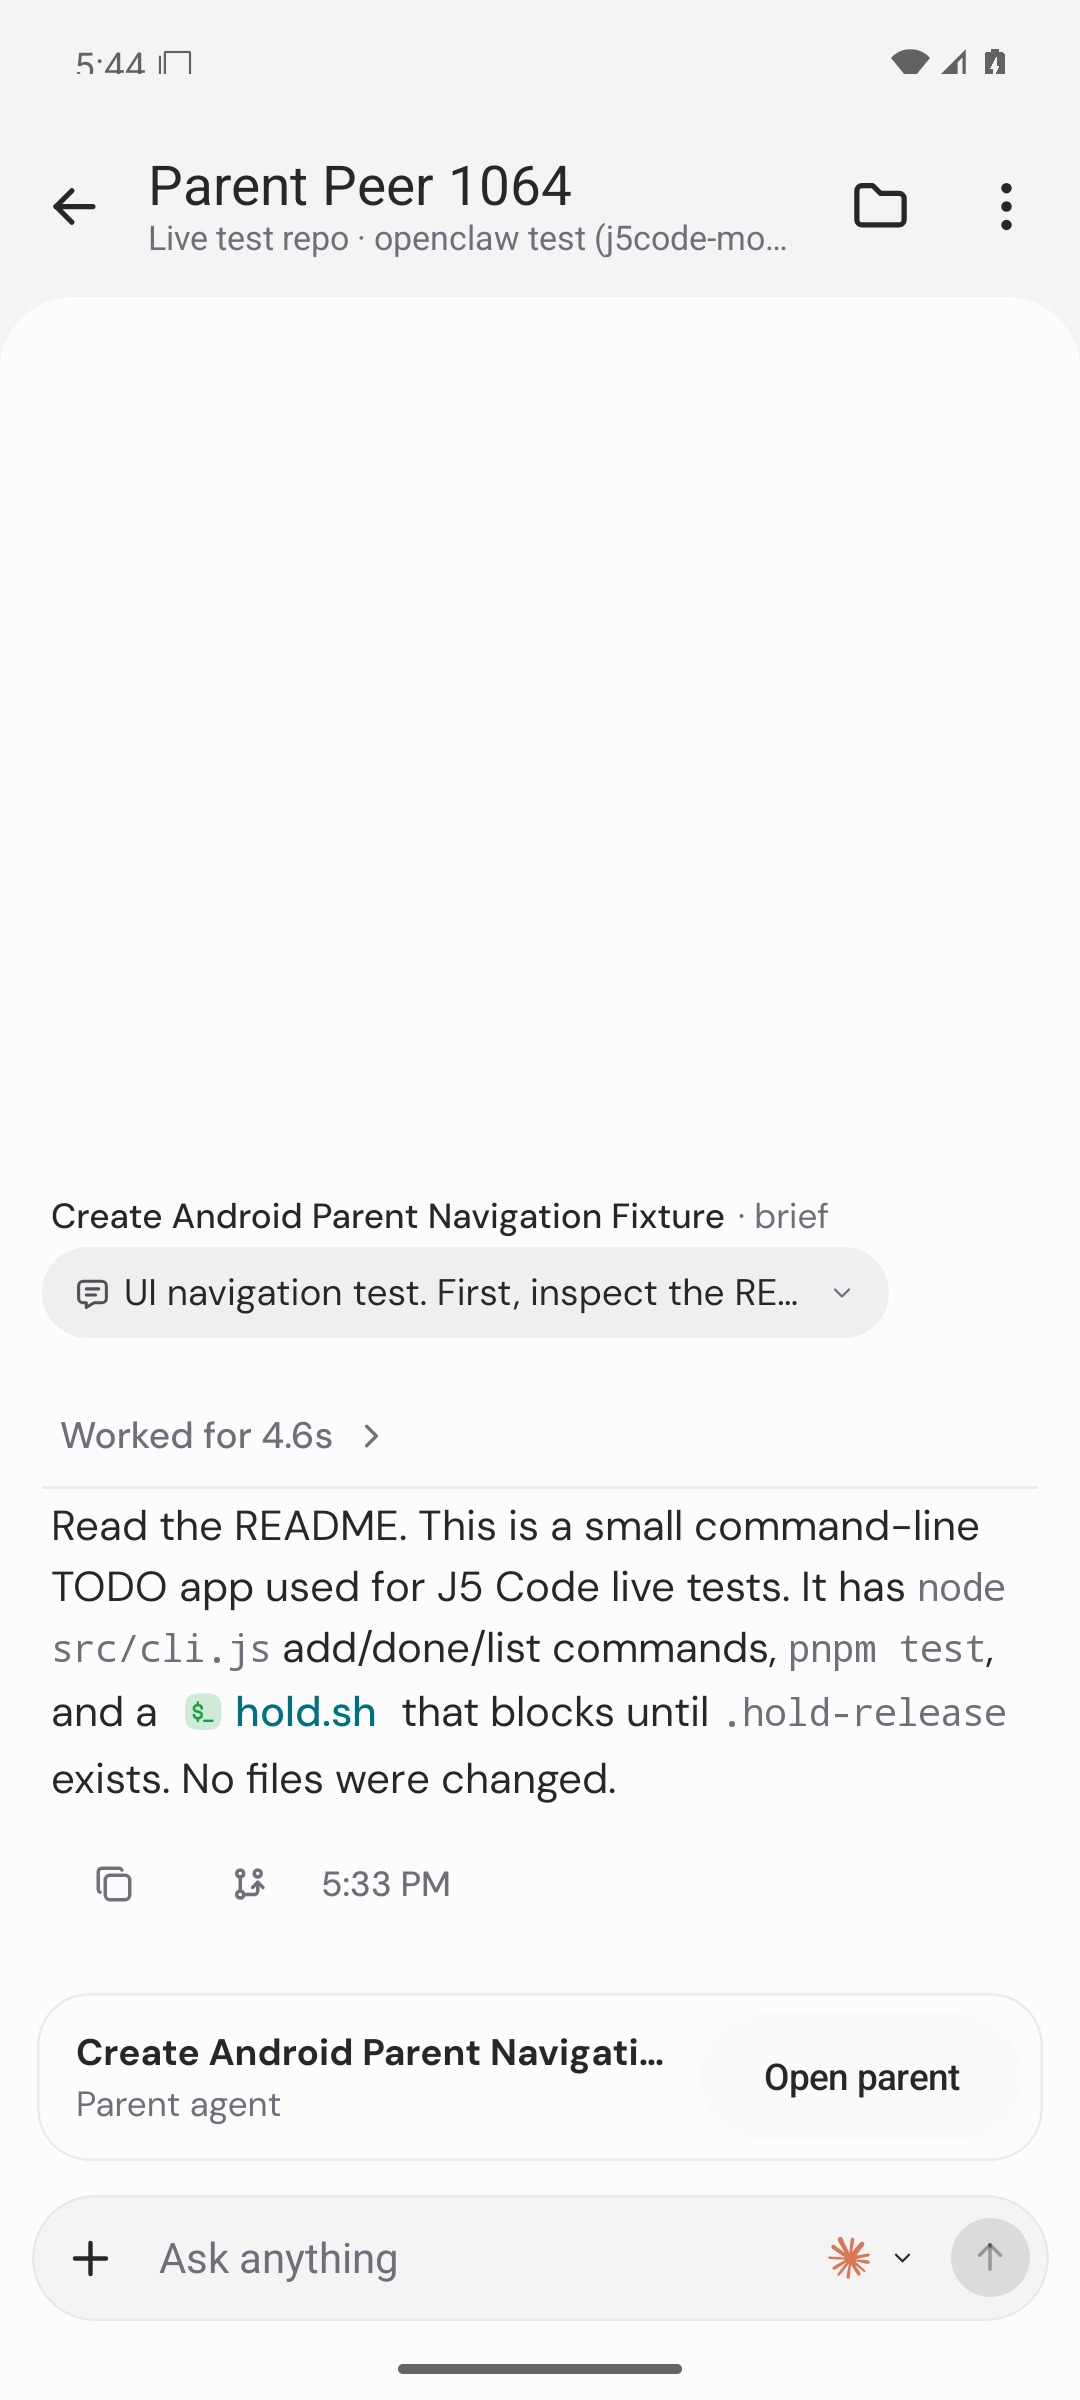 5:44
Parent Peer 1064
Live test repo · openclaw test (j5code-mo...
Create Android Parent Navigation Fixture · brief
UI navigation test. First, inspect the RE...
Worked for 4.6s
Read the README. This is a small command-line
TODO app used for J5 Code live tests. It has node
src/cli.js add/done/list commands, pnpm test,
and a $_ hold.sh that blocks until .hold-release
exists. No files were changed.
5:33 PM
Create Android Parent Navigati...
Parent agent
Open parent
Ask anything